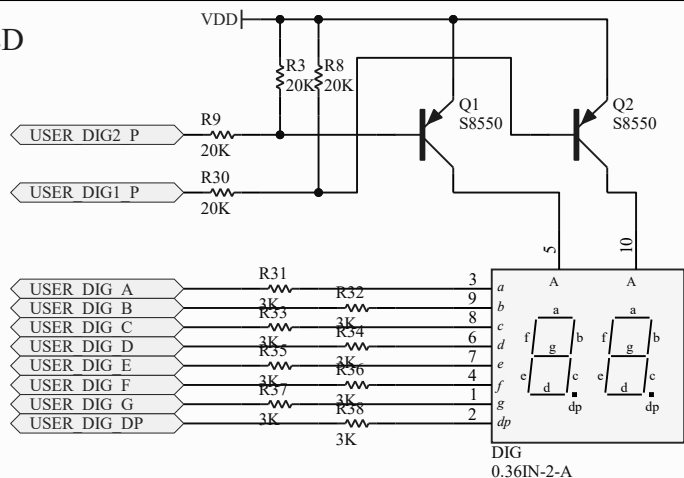 VDD
D
R3
R8
20K
20K
Q1
S8550
Q2
S8550
R9
USER_DIG2_P
20K
R30
USER_DIG1_P
20K
5
10
R31
USER_DIG_A
3
a
A
A
3K
R32
USER_DIG_B
9
b
R33
3K
USER_DIG_C
8
c
R34
USER_DIG_D
6
d
R35
3K
USER_DIG_E
7
e
3K
R36
USER_DIG_F
4
f
R37
3K
USER_DIG_G
1
g
3K
R38
USER_DIG_DP
2
dp
3K
a
f
b
g
e
c
d
dp
a
f
b
g
e
c
d
dp
DIG
0.36IN-2-A